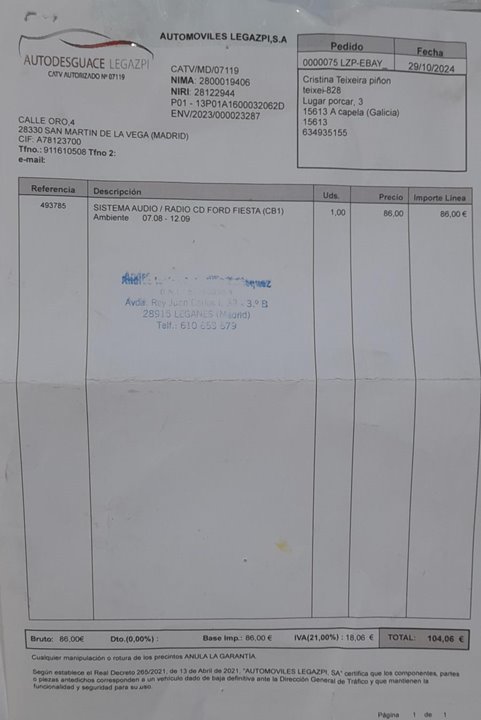 AUTODESGUACE LEGAZPI
CATV AUTORIZADO Nº 07119
AUTOMOVILES LEGAZPI,S.A
CATV/MD/07119
NIMA: 2800019406
NIRI: 28122944
P01 - 13P01A1600032062D
ENV/2023/000023287
CALLE ORO,4
28330 SAN MARTIN DE LA VEGA (MADRID)
CIF: A78123700
Tfno.: 911610508 Tfno 2:
e-mail:
Pedido Fecha
0000075 LZP-EBAY_ 29/10/2024
Cristina Teixeira piñon
teixei-828
Lugar porcar, 3
15613 A capela (Galicia)
15613
634935155
Referencia Descripción Uds. Precio Importe Línea
493785 SISTEMA AUDIO / RADIO CD FORD FIESTA (CB1) 1,00 86,00 86,00 €
Ambiente 07.08 - 12.09
Avda. Rey Juan Carlos I, - 3.º B
28915 LEGANES (Madrid)
Telf.: 610 653 679
Bruto: 86,00€ Dto.(0,00%) : Base Imp.: 86,00 € IVA(21,00%) : 18,06 € TOTAL: 104,06 €
Cualquier manipulación o rotura de los precintos ANULA LA GARANTÍA.
Según establece el Real Decreto 265/2021, de 13 de Abril de 2021, "AUTOMOVILES LEGAZPI, SA" certifica que los componentes, partes
o piezas antedichos corresponden a un vehículo dado de baja definitiva ante la Dirección General de Tráfico y que mantienen la
funcionalidad y seguridad para su uso.
Página 1 de 1